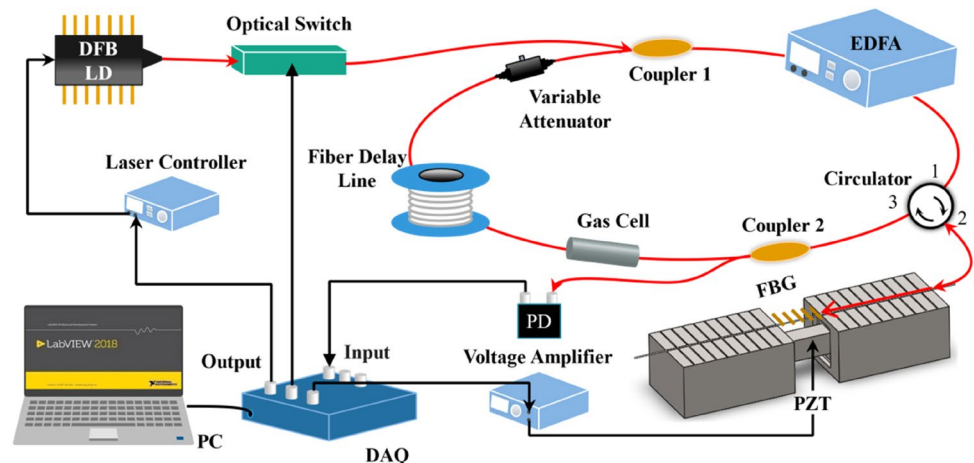 DFB
LD
Optical Switch
Coupler 1
EDFA
Variable
Attenuator
Laser Controller
Fiber Delay
Line
Circulator
1
3
2
Gas Cell
Coupler 2
FBG
PD
LabVIEW 2018
Output
Input
Voltage Amplifier
PZT
PC
DAQ